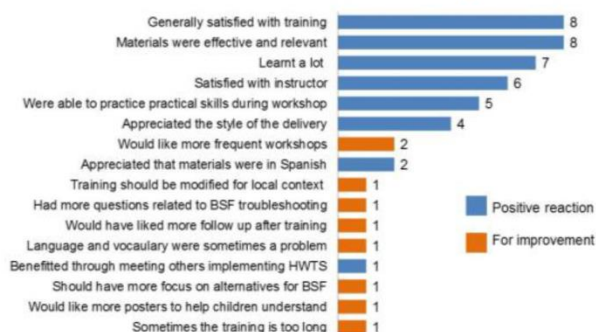 Generally satisfied with training 8
Materials were effective and relevant 8
Learnt a lot 7
Satisfied with instructor 6
Were able to practice practical skills during workshop 5
Appreciated the style of the delivery 4
Would like more frequent workshops 2
Appreciated that materials were in Spanish 2
Training should be modified for local context 1
Had more questions related to BSF troubleshooting 1
Would have liked more follow up after training 1
Language and vocaulary were sometimes a problem 1
Benefitted through meeting others implementing HWTS 1
Should have more focus on alternatives for BSF 1
Would like more posters to help children understand 1
Sometimes the training is too long 1
Positive reaction
For improvement